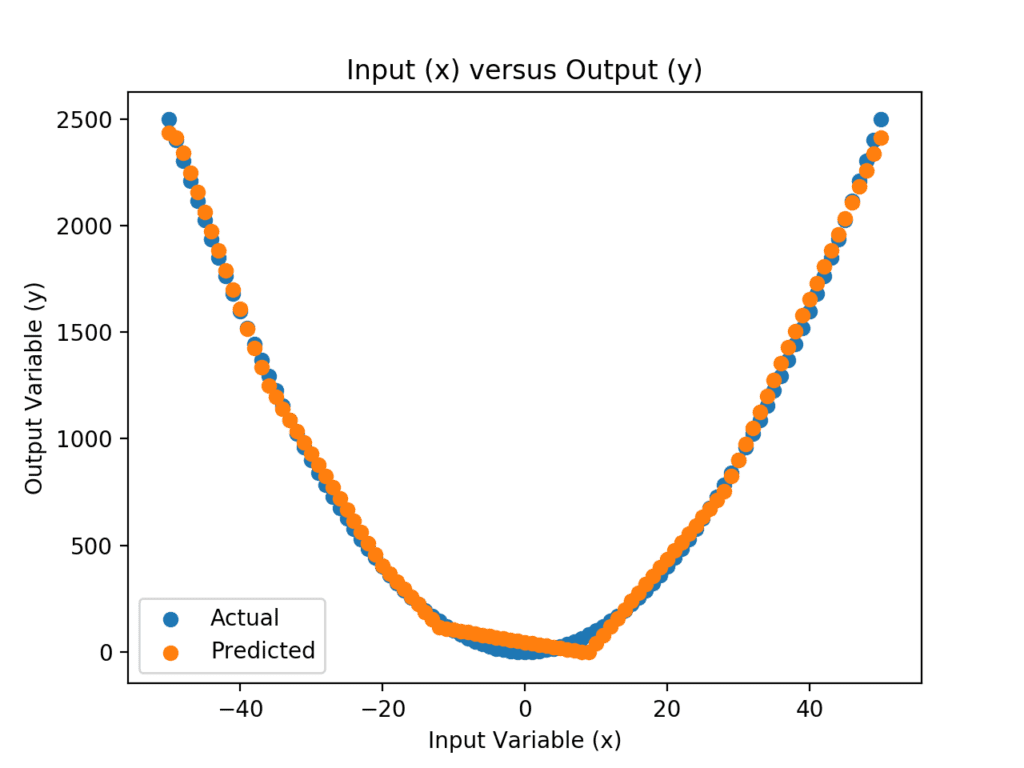 Input (x) versus Output (y)
2500
2000
1500
1000
500
0
Output Variable (y)
Actual
Predicted
−40
−20
0
20
40
Input Variable (x)